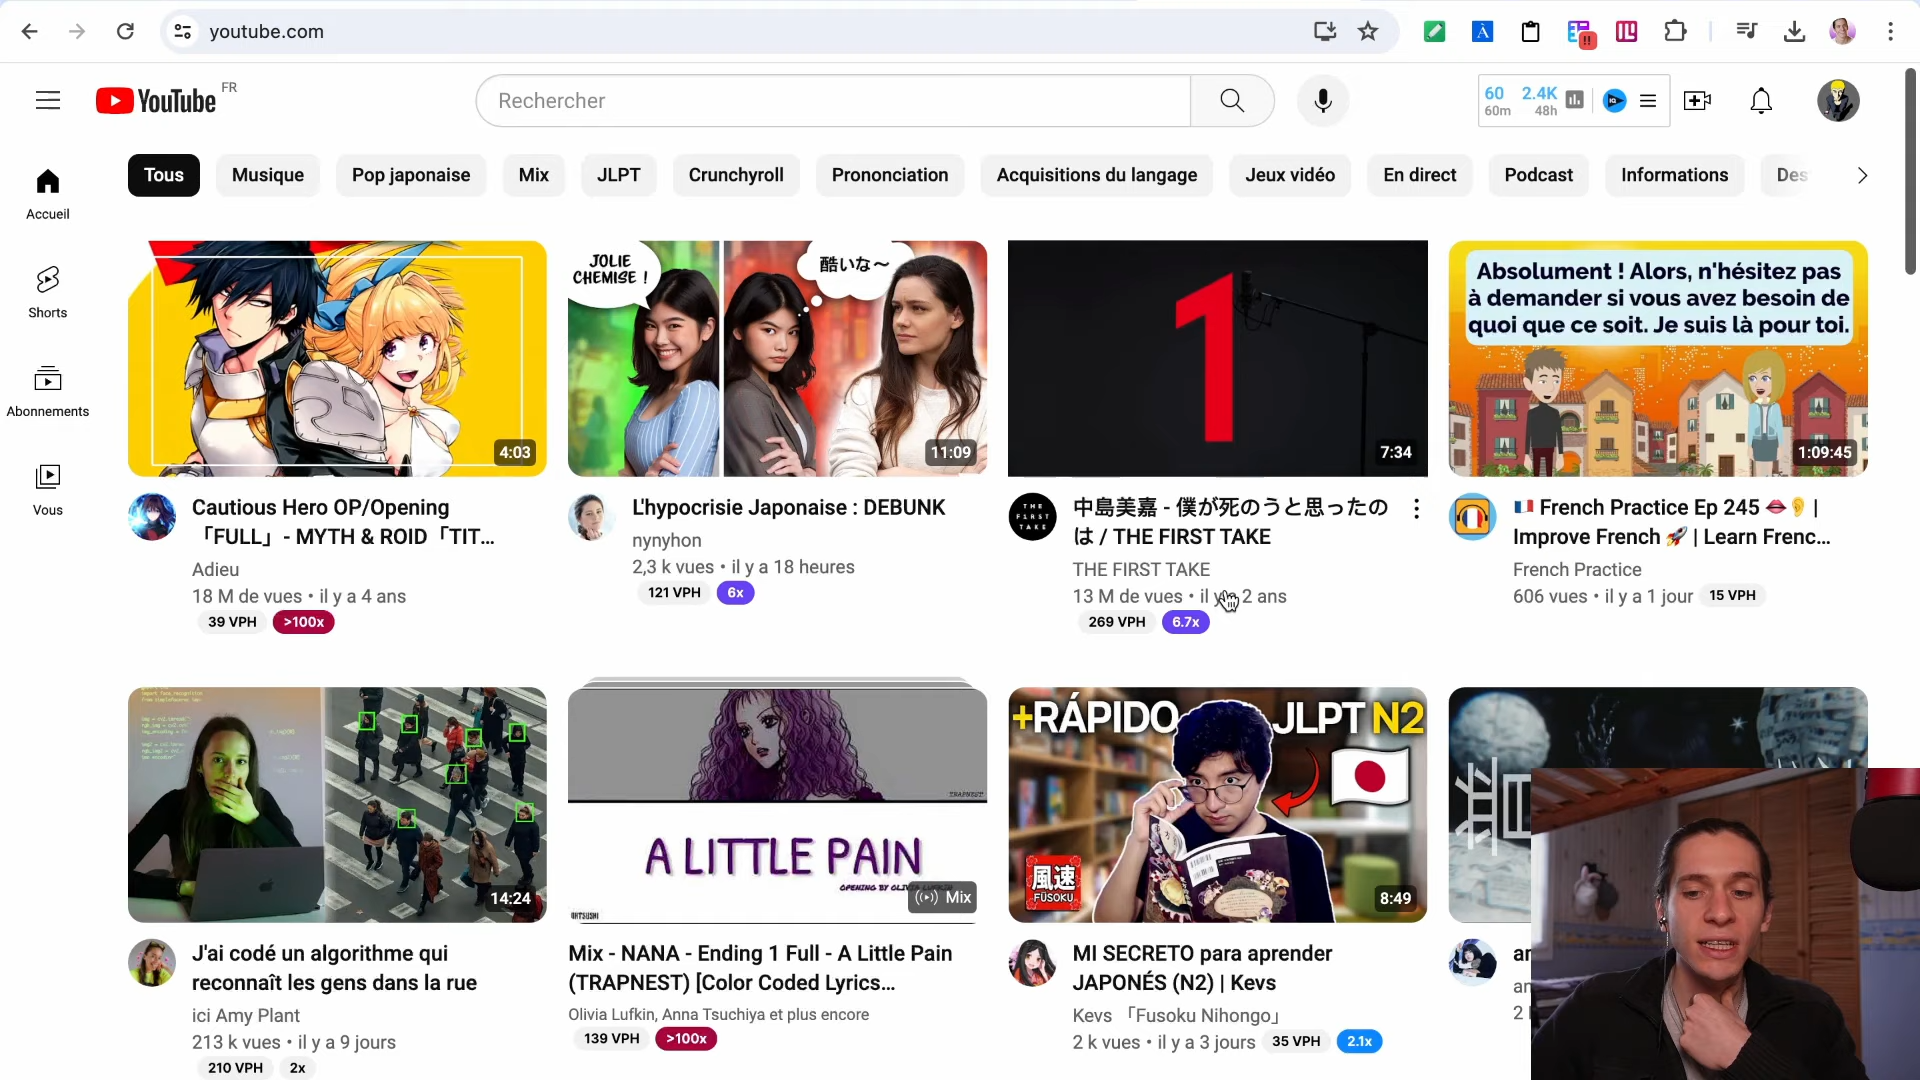 youtube.com
YouTube
FR
Rechercher
60
60m
2.4K
48h
Tous
Musique
Pop japonaise
Mix
JLPT
Crunchyroll
Prononciation
Acquisitions du langage
Jeux vidéo
En direct
Podcast
Informations
Des
Accueil
Shorts
Abonnements
Vous
4:03
JOLIE
CHEMISE !
酷いな～
11:09
1
7:34
Absolument ! Alors, n'hésitez pas
à demander si vous avez besoin de
quoi que ce soit. Je suis là pour toi.
1:09:45
Cautious Hero OP/Opening
「FULL」- MYTH & ROID「TIT...
Adieu
18 M de vues • il y a 4 ans
39 VPH
>100x
L'hypocrisie Japonaise : DEBUNK
nynyhon
2,3 k vues • il y a 18 heures
121 VPH
6x
THE
F1RST
TAKE
中島美嘉 - 僕が死のうと思ったの
は / THE FIRST TAKE
THE FIRST TAKE
13 M de vues • il y 2 ans
269 VPH
6.7x
French Practice Ep 245 👄👂 |
Improve French 🚀 | Learn Frenc...
French Practice
606 vues • il y a 1 jour
15 VPH
14:24
TRAPNEST
A LITTLE PAIN
OPENING BY OLIVIA LUFKIN
Mix
+RÁPIDO
JLPT N2
風速
FŪSOKU
8:49
J'ai codé un algorithme qui
reconnaît les gens dans la rue
ici Amy Plant
213 k vues • il y a 9 jours
210 VPH
2x
Mix - NANA - Ending 1 Full - A Little Pain
(TRAPNEST) [Color Coded Lyrics...
Olivia Lufkin, Anna Tsuchiya et plus encore
139 VPH
>100x
MI SECRETO para aprender
JAPONÉS (N2) | Kevs
Kevs 「Fusoku Nihongo」
2 k vues • il y a 3 jours
35 VPH
2.1x